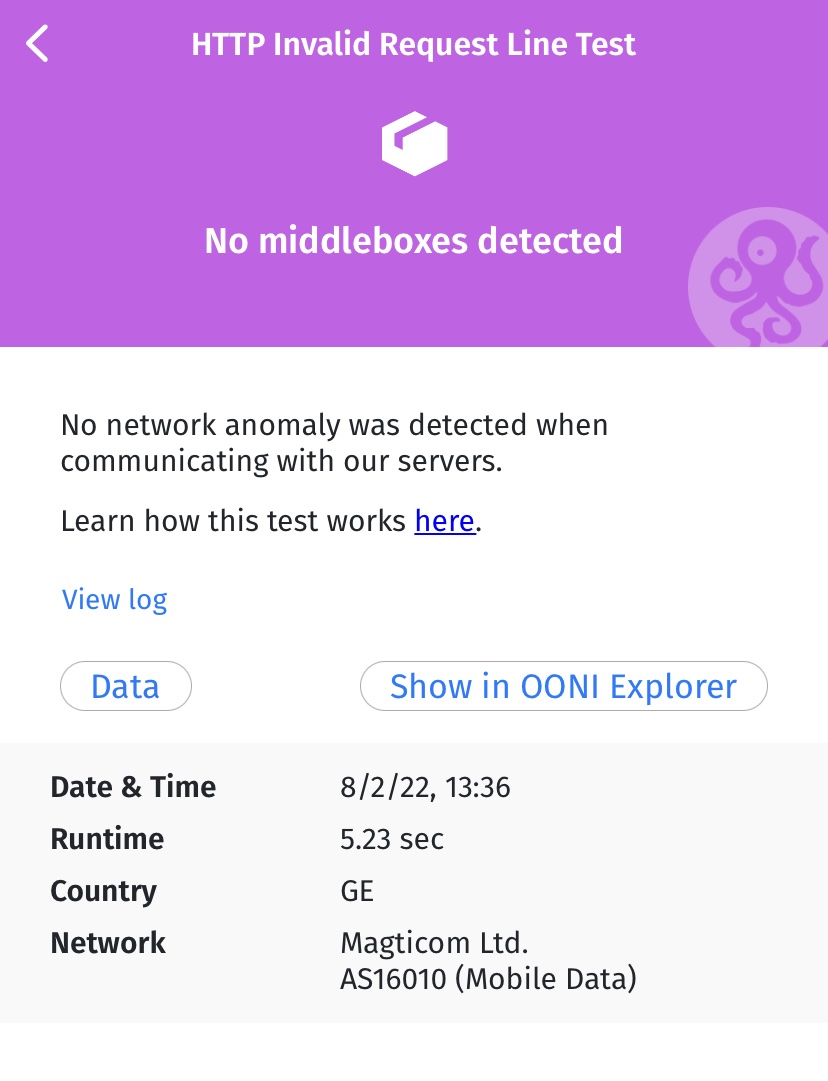 HTTP Invalid Request Line Test
No middleboxes detected
No network anomaly was detected when
communicating with our servers.
Learn how this test works here.
View log
Data
Show in OONI Explorer
Date & Time 8/2/22, 13:36
Runtime 5.23 sec
Country GE
Network Magticom Ltd.
AS16010 (Mobile Data)